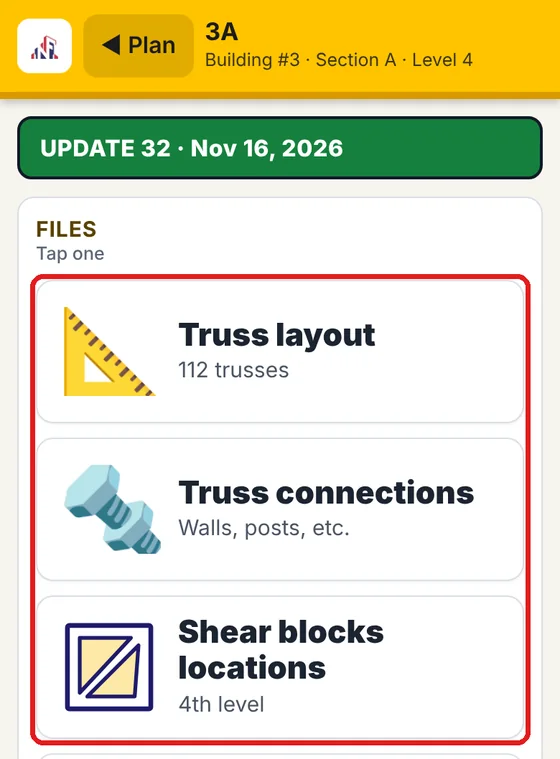 ◀ Plan
3A
Building #3 · Section A · Level 4
UPDATE 32 · Nov 16, 2026
FILES
Tap one
Truss layout
112 trusses
Truss connections
Walls, posts, etc.
Shear blocks
locations
4th level